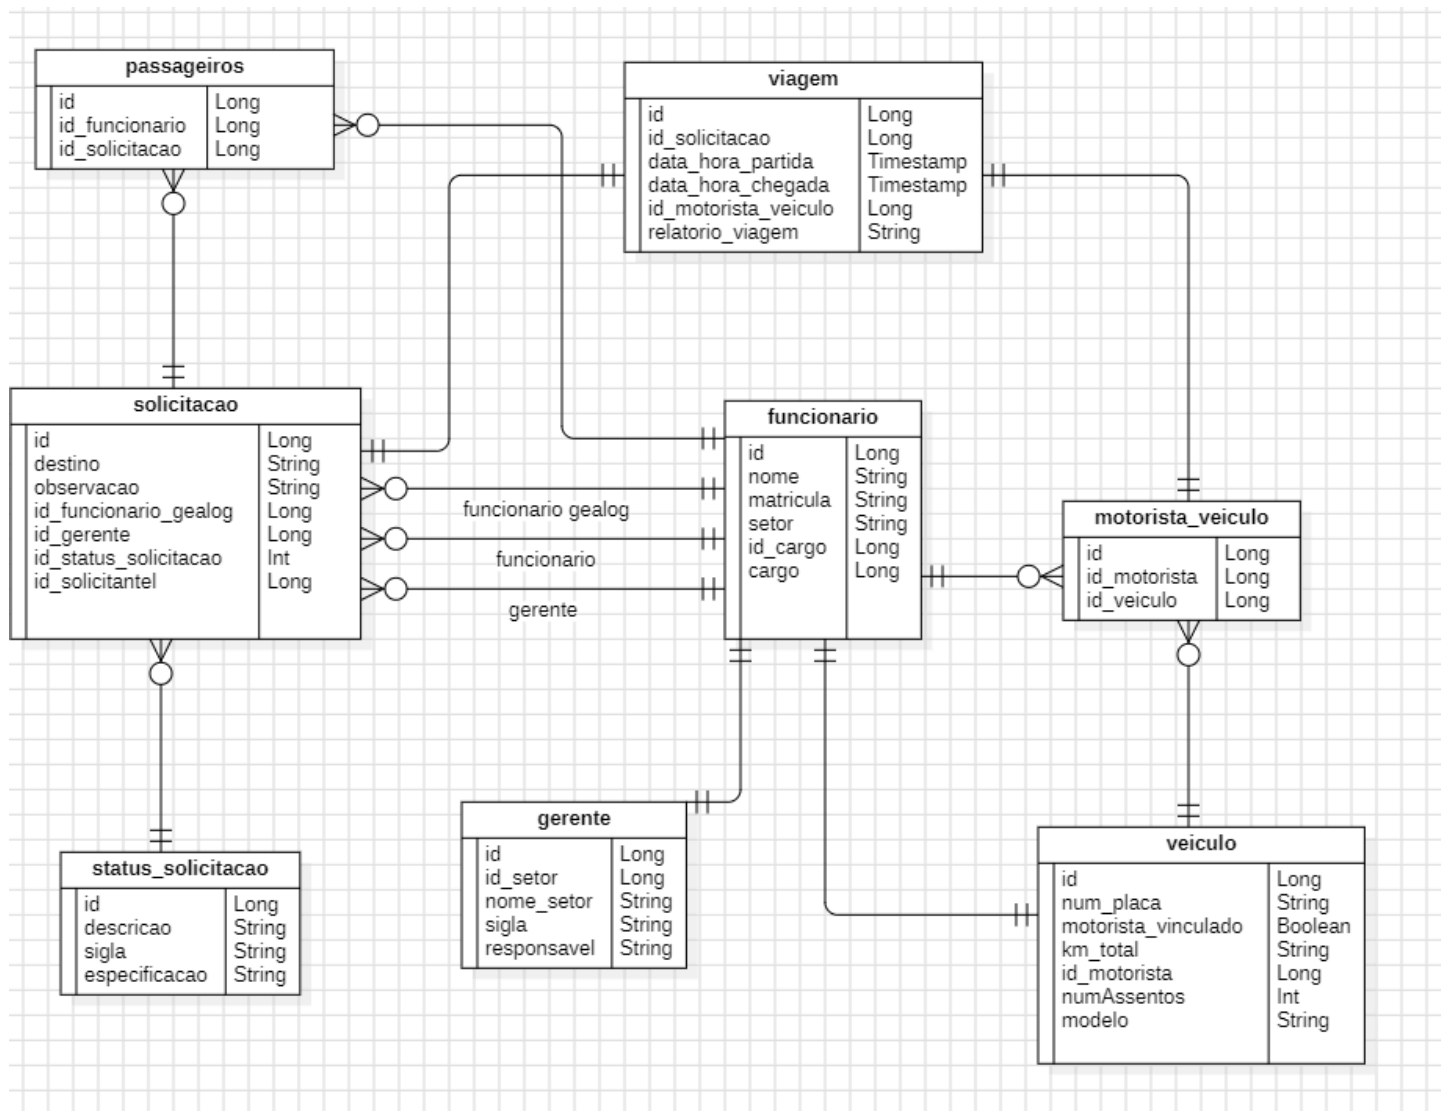 passageiros
id Long
id_funcionario Long
id_solicitacao Long
viagem
id Long
id_solicitacao Long
data_hora_partida Timestamp
data_hora_chegada Timestamp
id_motorista_veiculo Long
relatorio_viagem String
solicitacao
id Long
destino String
observacao String
id_funcionario_gealog Long
id_gerente Long
id_status_solicitacao Int
id_solicitantel Long
funcionario gealog
funcionario
gerente
funcionario
id Long
nome String
matricula String
setor String
id_cargo Long
cargo Long
motorista_veiculo
id Long
id_motorista Long
id_veiculo Long
gerente
id Long
id_setor Long
nome_setor String
sigla String
responsavel String
status_solicitacao
id Long
descricao String
sigla String
especificacao String
veiculo
id Long
num_placa String
motorista_vinculado Boolean
km_total String
id_motorista Long
numAssentos Int
modelo String